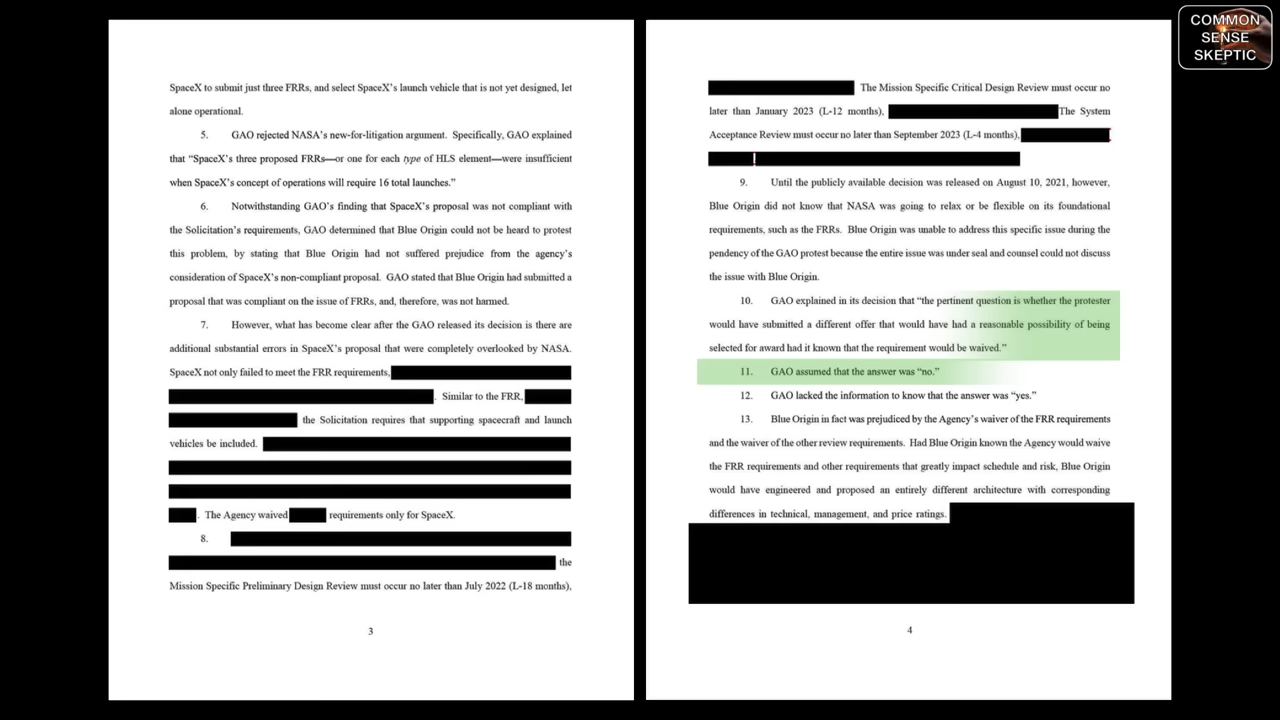 COMMON
SENSE
SKEPTIC
SpaceX to submit just three FRRs, and select SpaceX's launch vehicle that is not yet designed, let
alone operational.
5. GAO rejected NASA's new-for-litigation argument. Specifically, GAO explained
that “SpaceX's three proposed FRRs—or one for each type of HLS element—were insufficient
when SpaceX's concept of operations will require 16 total launches.”
6. Notwithstanding GAO's finding that SpaceX's proposal was not compliant with
the Solicitation's requirements, GAO determined that Blue Origin could not be heard to protest
this problem, by stating that Blue Origin had not suffered prejudice from the agency's
consideration of SpaceX's non-compliant proposal. GAO stated that Blue Origin had submitted a
proposal that was compliant on the issue of FRRs, and, therefore, was not harmed.
7. However, what has become clear after the GAO released its decision is there are
additional substantial errors in SpaceX's proposal that were completely overlooked by NASA.
SpaceX not only failed to meet the FRR requirements,
. Similar to the FRR,
the Solicitation requires that supporting spacecraft and launch
vehicles be included.
. The Agency waived requirements only for SpaceX.
8.
the
Mission Specific Preliminary Design Review must occur no later than July 2022 (L-18 months),
3
The Mission Specific Critical Design Review must occur no
later than January 2023 (L-12 months), The System
Acceptance Review must occur no later than September 2023 (L-4 months),
9. Until the publicly available decision was released on August 10, 2021, however,
Blue Origin did not know that NASA was going to relax or be flexible on its foundational
requirements, such as the FRRs. Blue Origin was unable to address this specific issue during the
pendency of the GAO protest because the entire issue was under seal and counsel could not discuss
the issue with Blue Origin.
10. GAO explained in its decision that “the pertinent question is whether the protester
would have submitted a different offer that would have had a reasonable possibility of being
selected for award had it known that the requirement would be waived.”
11. GAO assumed that the answer was “no.”
12. GAO lacked the information to know that the answer was “yes.”
13. Blue Origin in fact was prejudiced by the Agency's waiver of the FRR requirements
and the waiver of the other review requirements. Had Blue Origin known the Agency would waive
the FRR requirements and other requirements that greatly impact schedule and risk, Blue Origin
would have engineered and proposed an entirely different architecture with corresponding
differences in technical, management, and price ratings.
4